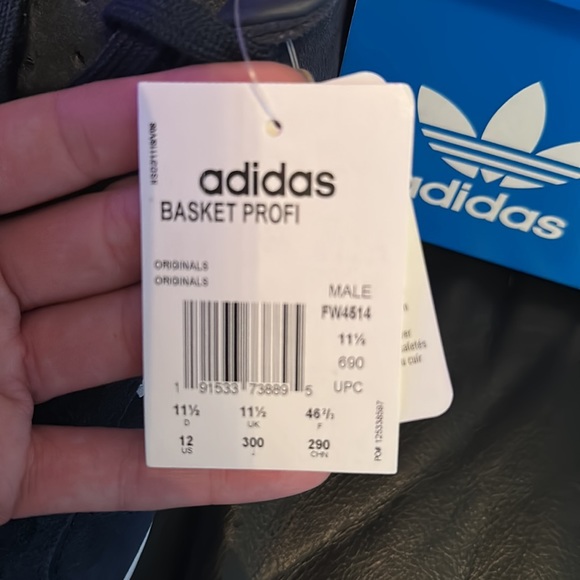 adidas
BASKET PROFI
ORIGINALS
ORIGINALS
MALE
FW4514
11½
690
UPC
1 91533 73889 5
11½ 11½ 46⅔
D UK F
12 300 290
US J CHN
adidas